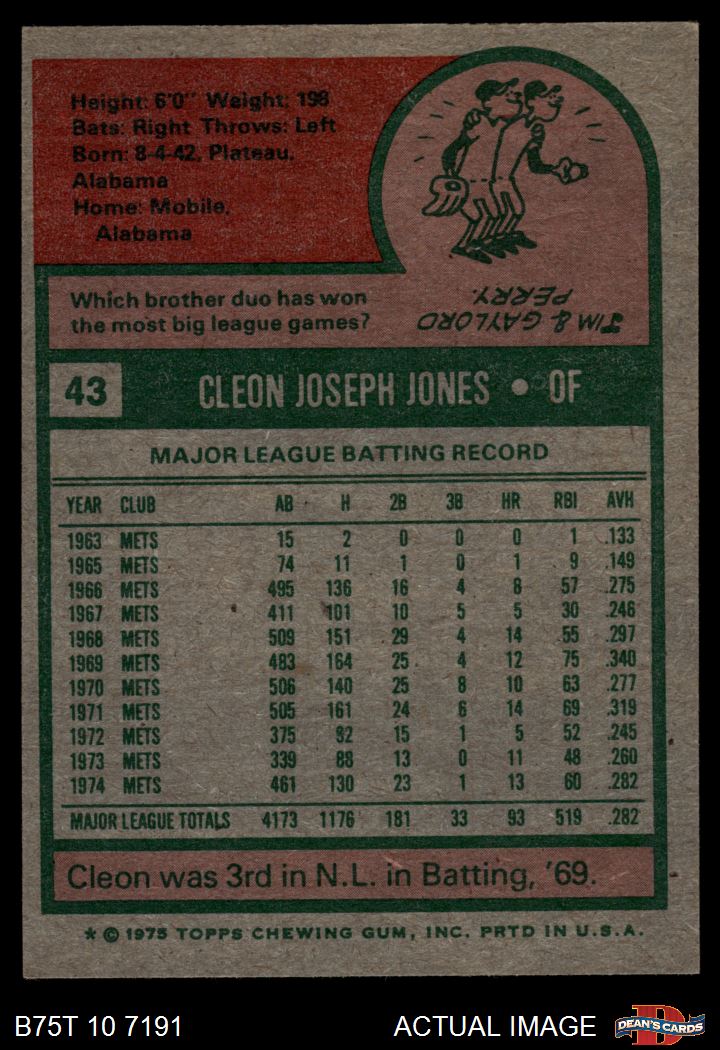 Height: 6'0" Weight: 198
Bats: Right Throws: Left
Born: 8-4-42, Plateau,
Alabama
Home: Mobile,
Alabama
Which brother duo has won
the most big league games?
JIM & GAYLORD
PERRY.
43 CLEON JOSEPH JONES • OF
MAJOR LEAGUE BATTING RECORD
YEAR CLUB AB H 2B 3B HR RBI AVH
1963 METS 15 2 0 0 0 1 .133
1965 METS 74 11 1 0 1 9 .149
1966 METS 495 136 16 4 8 57 .275
1967 METS 411 101 10 5 5 30 .246
1968 METS 509 151 29 4 14 55 .297
1969 METS 483 164 25 4 12 75 .340
1970 METS 506 140 25 8 10 63 .277
1971 METS 505 161 24 6 14 69 .319
1972 METS 375 92 15 1 5 52 .245
1973 METS 339 88 13 0 11 48 .260
1974 METS 461 130 23 1 13 60 .282
MAJOR LEAGUE TOTALS 4173 1176 181 33 93 519 .282
Cleon was 3rd in N.L. in Batting, '69.
* © 1975 TOPPS CHEWING GUM, INC. PRTD IN U.S.A.
B75T 10 7191 ACTUAL IMAGE DEAN'S CARDS